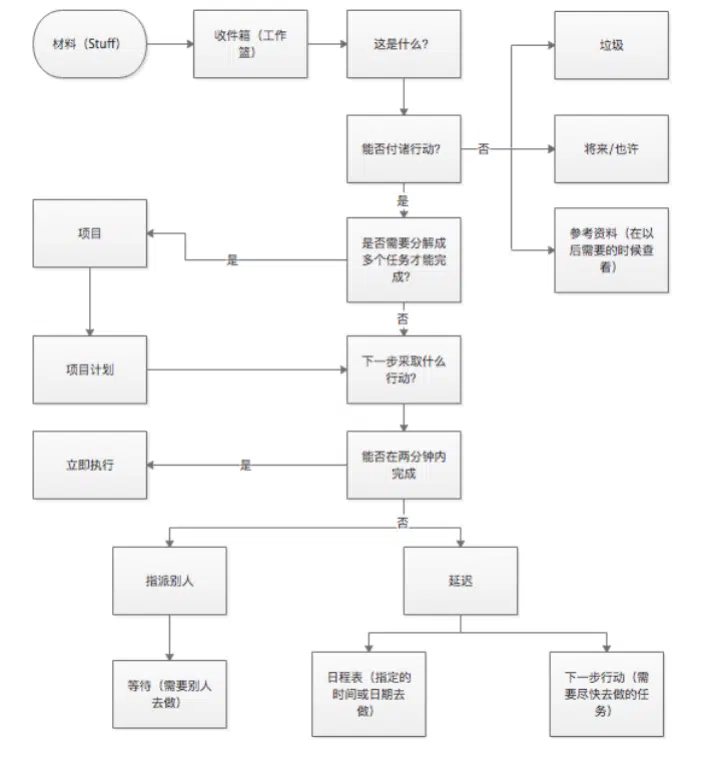 材料（Stuff）
收件箱（工作
篮）
这是什么?
垃圾
能否付诸行动?
否
将来/也许
是
项目
是
是否需要分解成
多个任务才能完
成?
参考资料（在以
后需要的时候查
看）
否
项目计划
下一步采取什么
行动?
立即执行
是
能否在两分钟内
完成
否
指派别人
延迟
等待（需要别人
去做）
日程表（指定的
时间或日期去
做）
下一步行动（需
要尽快去做的任
务）